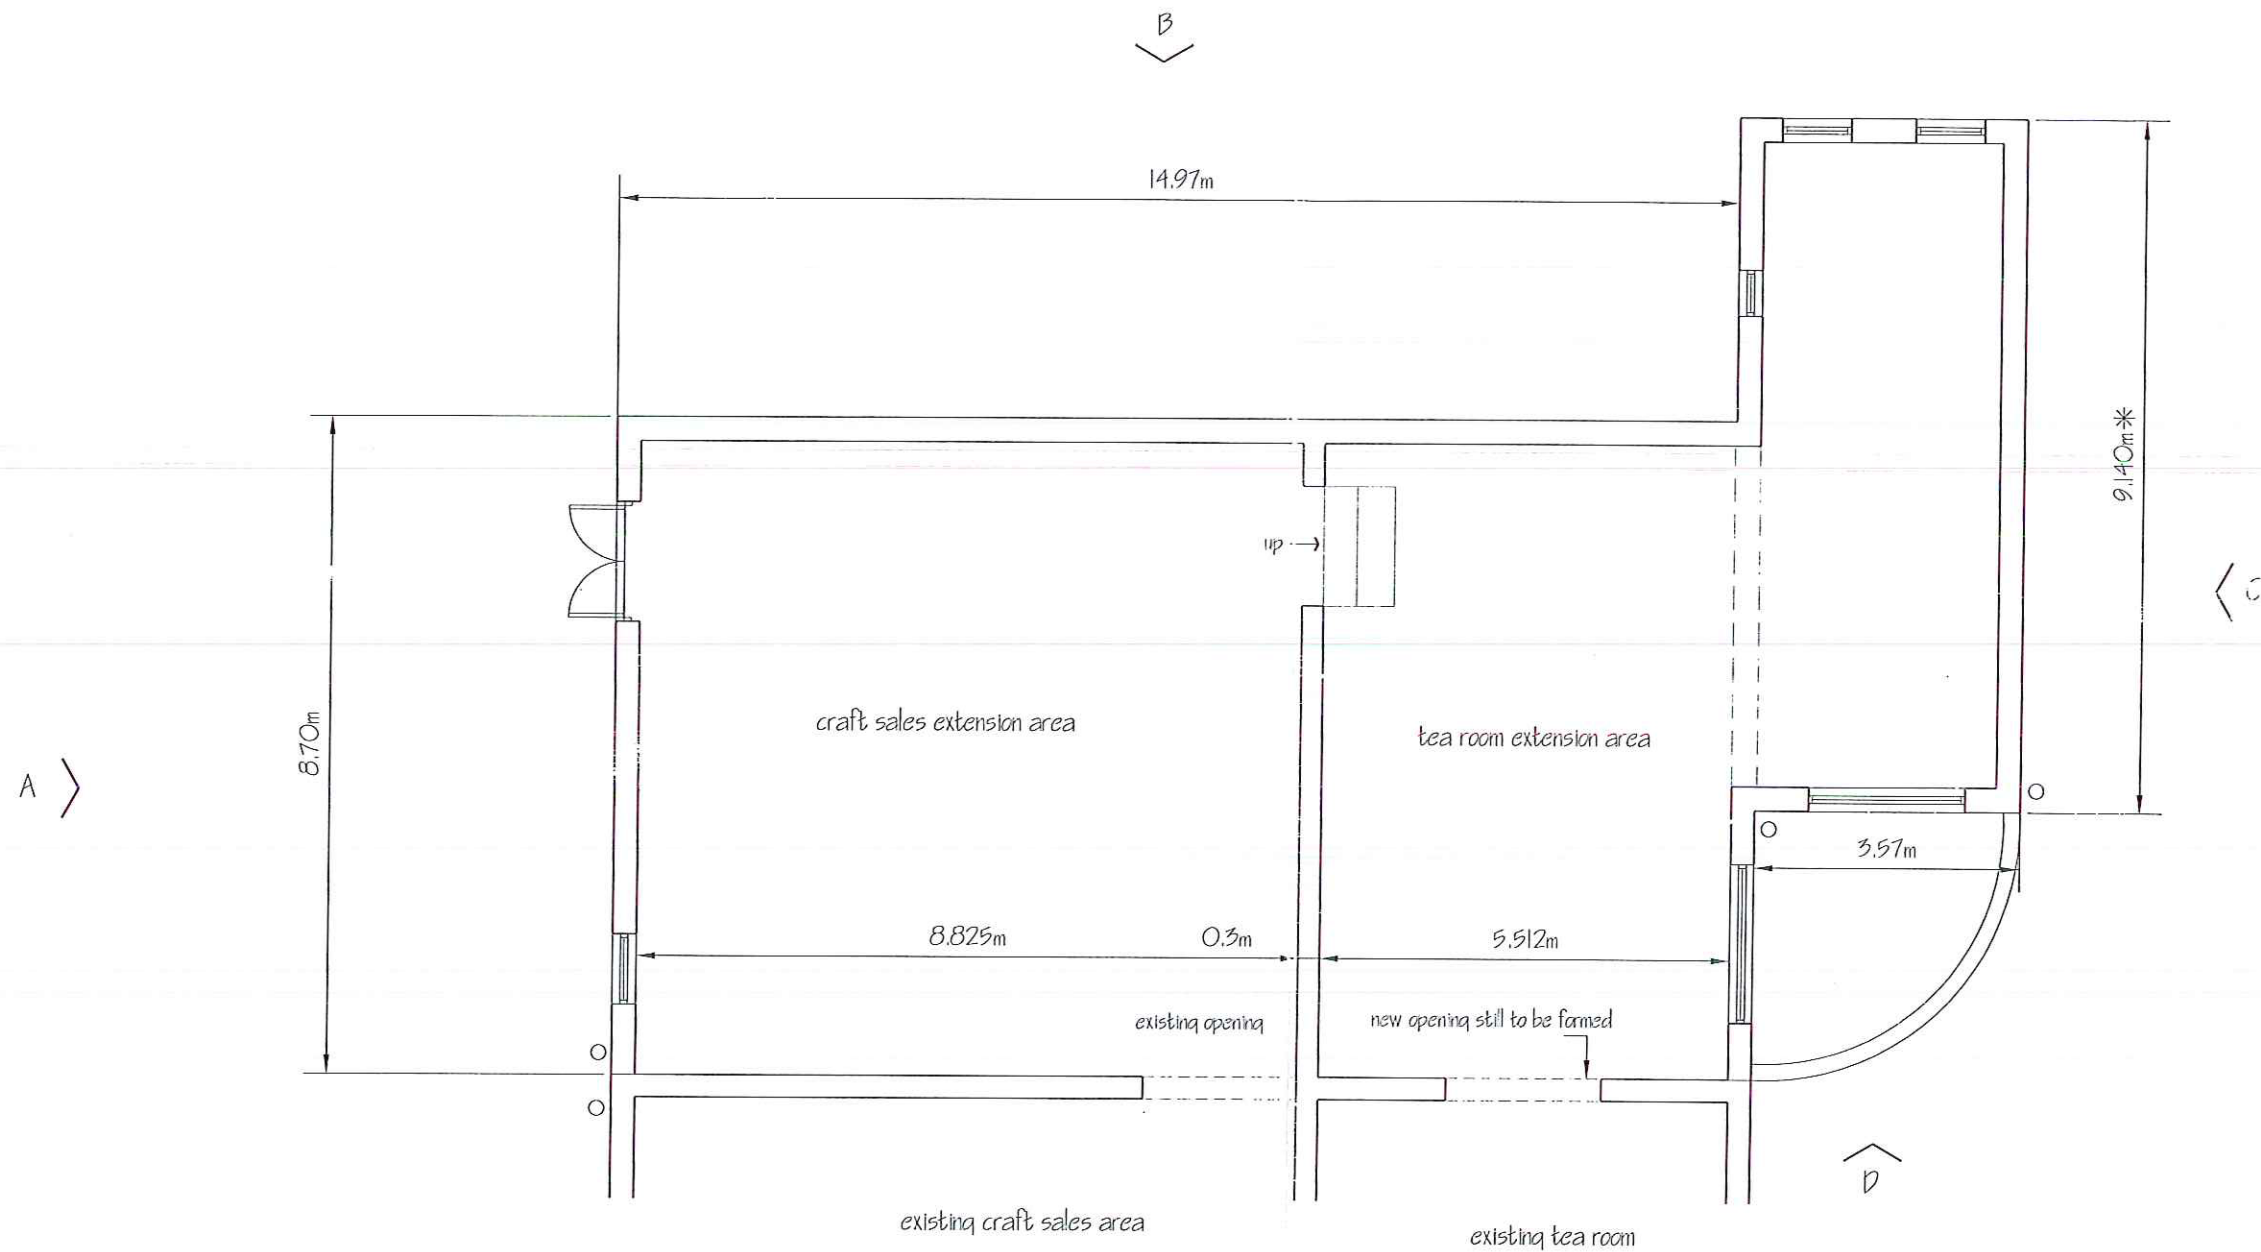 B
14.97m
9.140m*
up
C
8.70m
craft sales extension area
tea room extension area
A
3.57m
8.825m
0.3m
5.512m
existing opening
new opening still to be formed
D
existing craft sales area
existing tea room